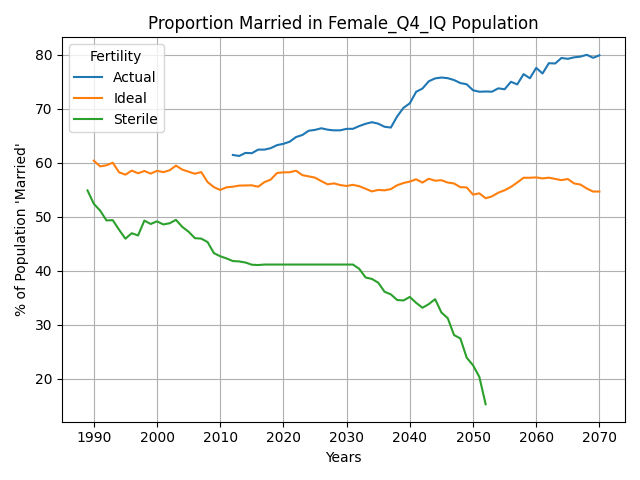 Proportion Married in Female_Q4_IQ Population
Fertility
Actual
Ideal
Sterile
% of Population 'Married'
80
70
60
50
40
30
20
1990 2000 2010 2020 2030 2040 2050 2060 2070
Years